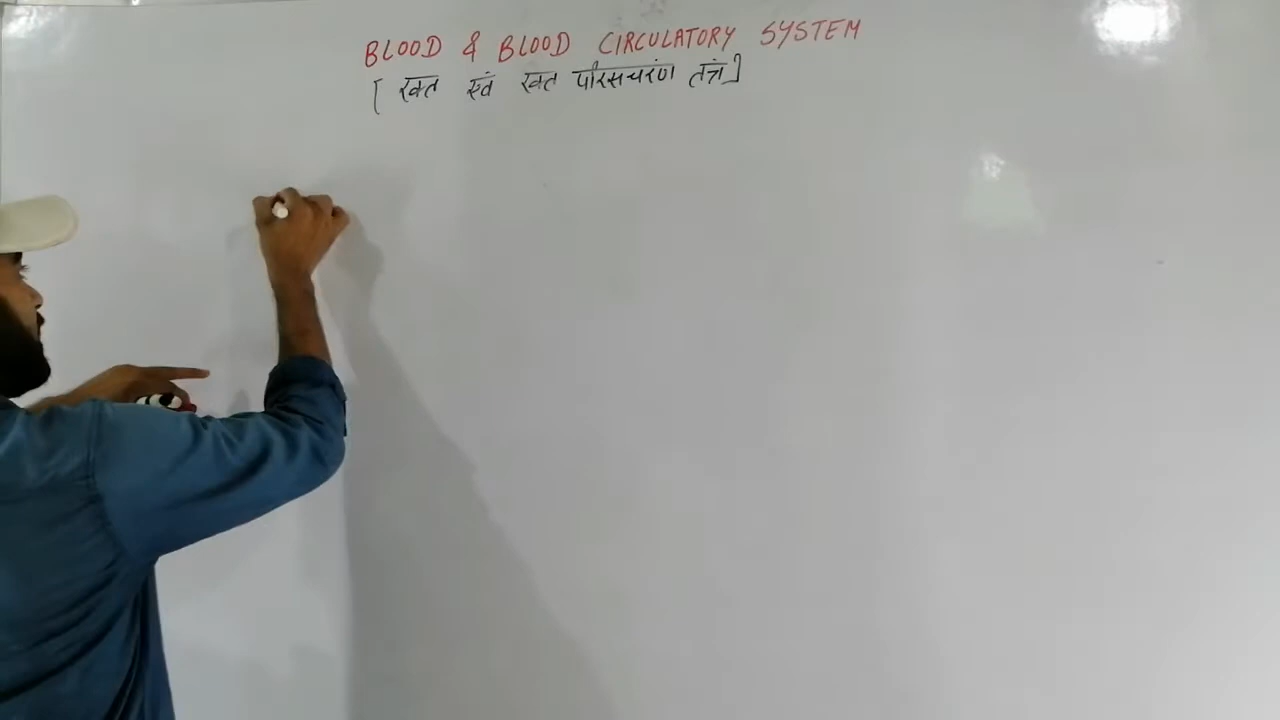 BLOOD & BLOOD CIRCULATORY SYSTEM
[ रक्त एवं रक्त परिसंचरण तंत्र ]